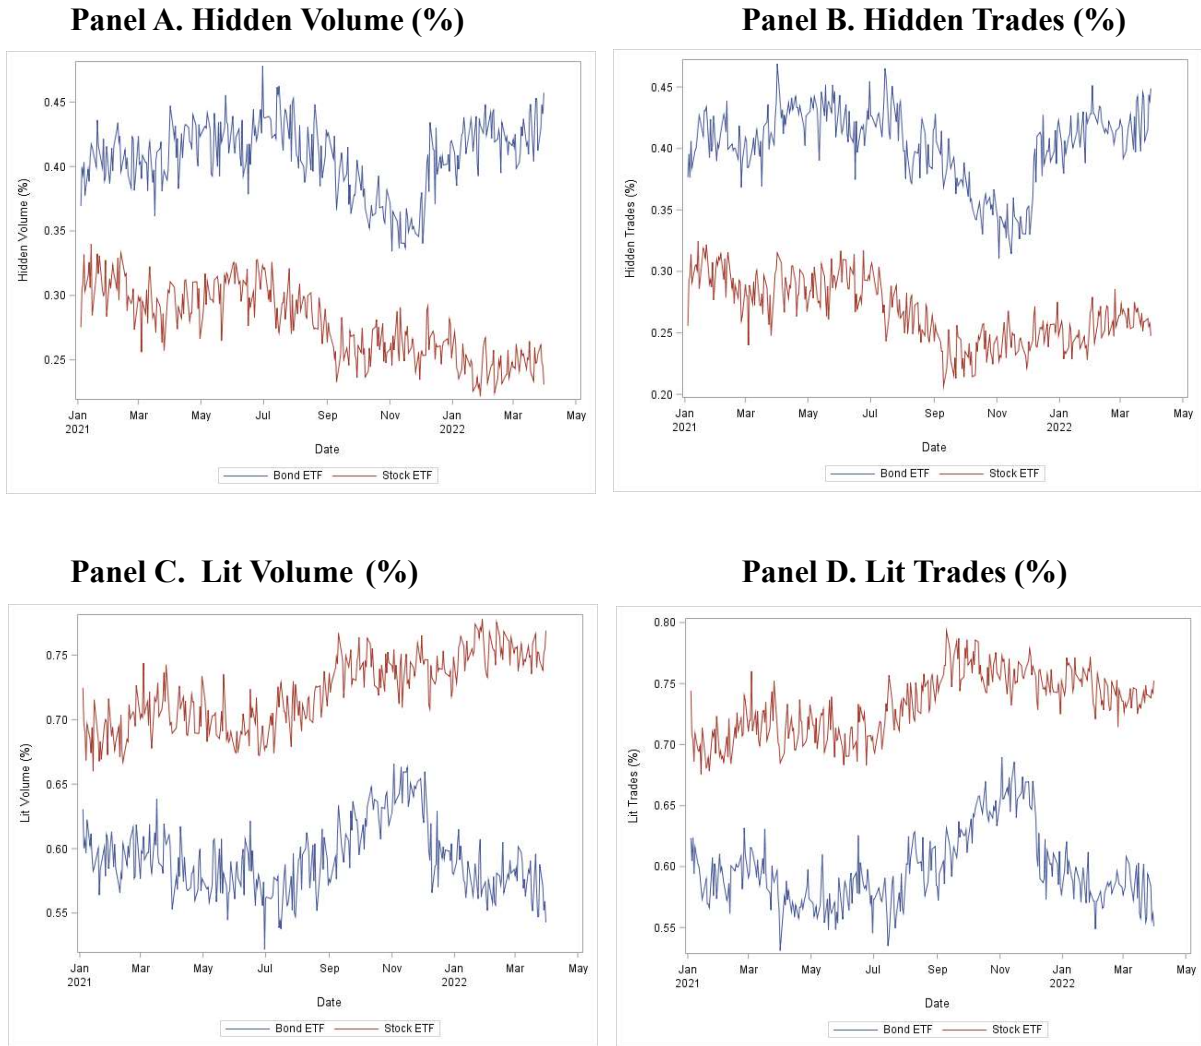 Panel A. Hidden Volume (%)
Hidden Volume (%)
0.45
0.40
0.35
0.30
0.25
Jan Mar May Jul Sep Nov Jan Mar May
2021 2022
Date
Bond ETF Stock ETF
Panel B. Hidden Trades (%)
Hidden Trades (%)
0.45
0.40
0.35
0.30
0.25
0.20
Jan Mar May Jul Sep Nov Jan Mar May
2021 2022
Date
Bond ETF Stock ETF
Panel C. Lit Volume (%)
Lit Volume (%)
0.75
0.70
0.65
0.60
0.55
Jan Mar May Jul Sep Nov Jan Mar May
2021 2022
Date
Bond ETF Stock ETF
Panel D. Lit Trades (%)
Lit Trades (%)
0.80
0.75
0.70
0.65
0.60
0.55
Jan Mar May Jul Sep Nov Jan Mar May
2021 2022
Date
Bond ETF Stock ETF